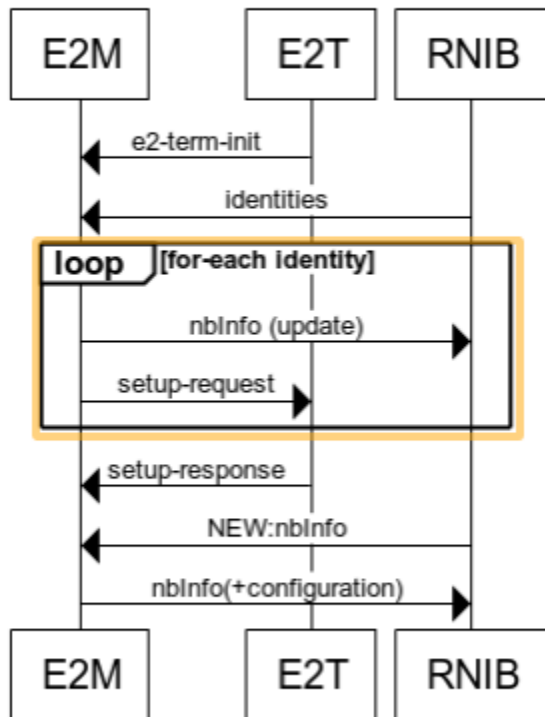 E2M E2T RNIB
e2-term-init
identities
loop [for-each identity]
nbInfo (update)
setup-request
setup-response
NEW:nbInfo
nbInfo(+configuration)
E2M E2T RNIB